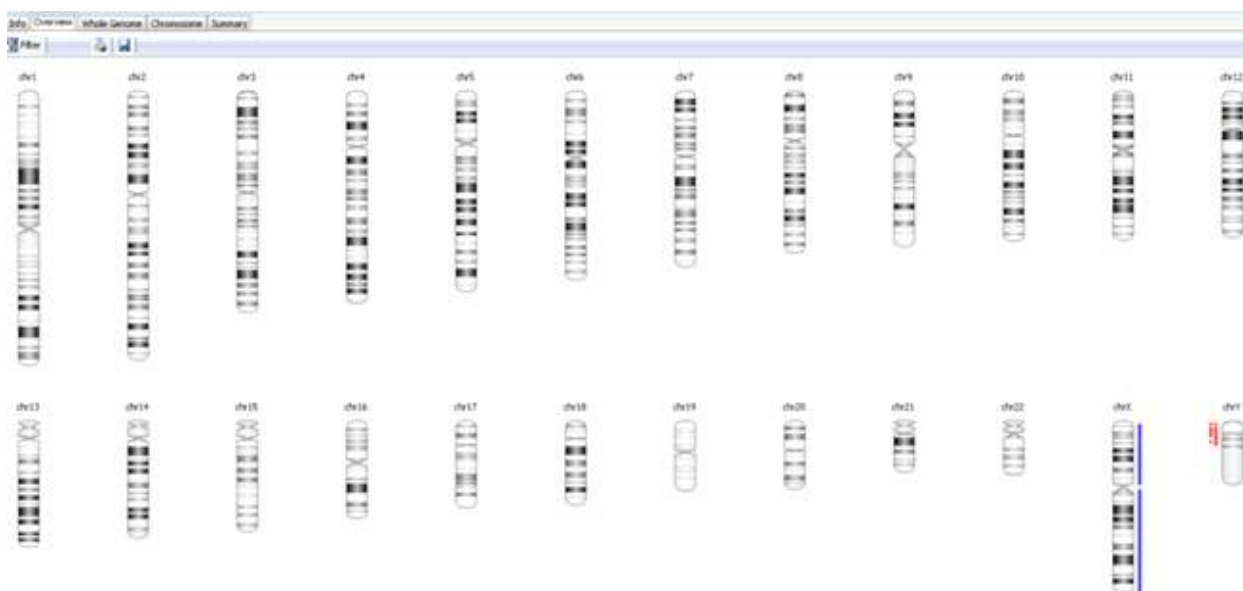 Info Overview Whole Genome Chromosome Summary
Filter
chr1 chr2 chr3 chr4 chr5 chr6 chr7 chr8 chr9 chr10 chr11 chr12
chr13 chr14 chr15 chr16 chr17 chr18 chr19 chr20 chr21 chr22 chrX chrY